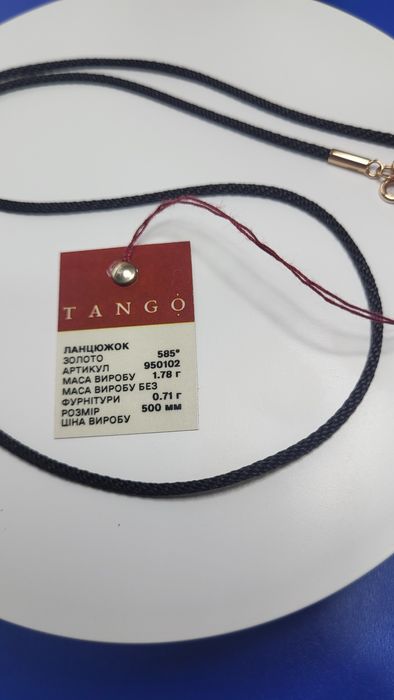 TANGO
ЛАНЦЮЖОК
ЗОЛОТО 585°
АРТИКУЛ 950102
МАСА ВИРОБУ 1.78 г
МАСА ВИРОБУ БЕЗ
ФУРНІТУРИ 0.71 г
РОЗМІР 500 мм
ЦІНА ВИРОБУ